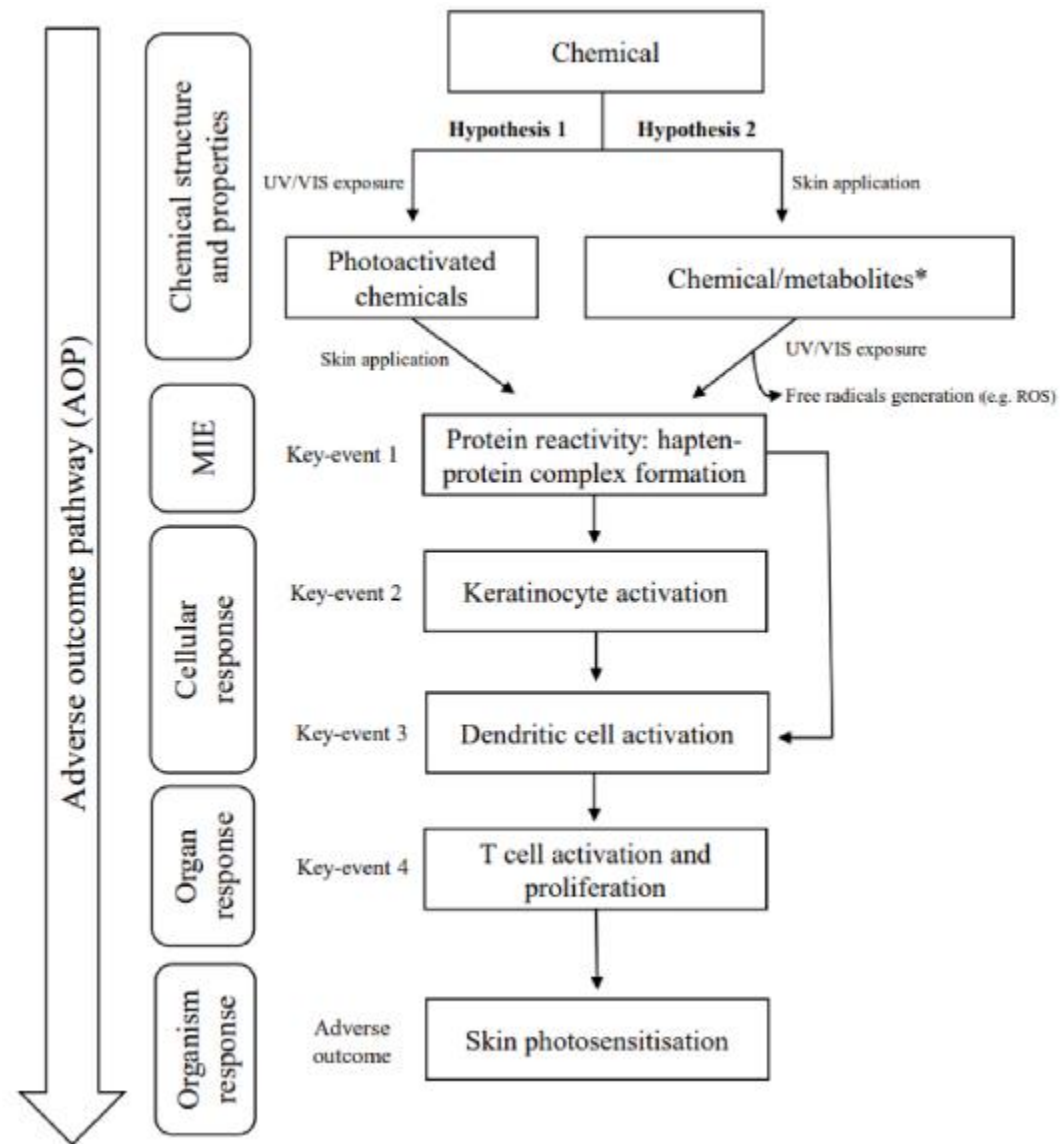 Adverse outcome pathway (AOP)
Chemical structure
and properties
MIE
Cellular
response
Organ
response
Organism
response
Chemical
Hypothesis 1
Hypothesis 2
UV/VIS exposure
Skin application
Photoactivated
chemicals
Chemical/metabolites*
Skin application
UV/VIS exposure
Free radicals generation ((e.g. ROS)
Key-event 1
Protein reactivity: hapten-
protein complex formation
Key-event 2
Keratinocyte activation
Key-event 3
Dendritic cell activation
Key-event 4
T cell activation and
proliferation
Adverse
outcome
Skin photosensitisation